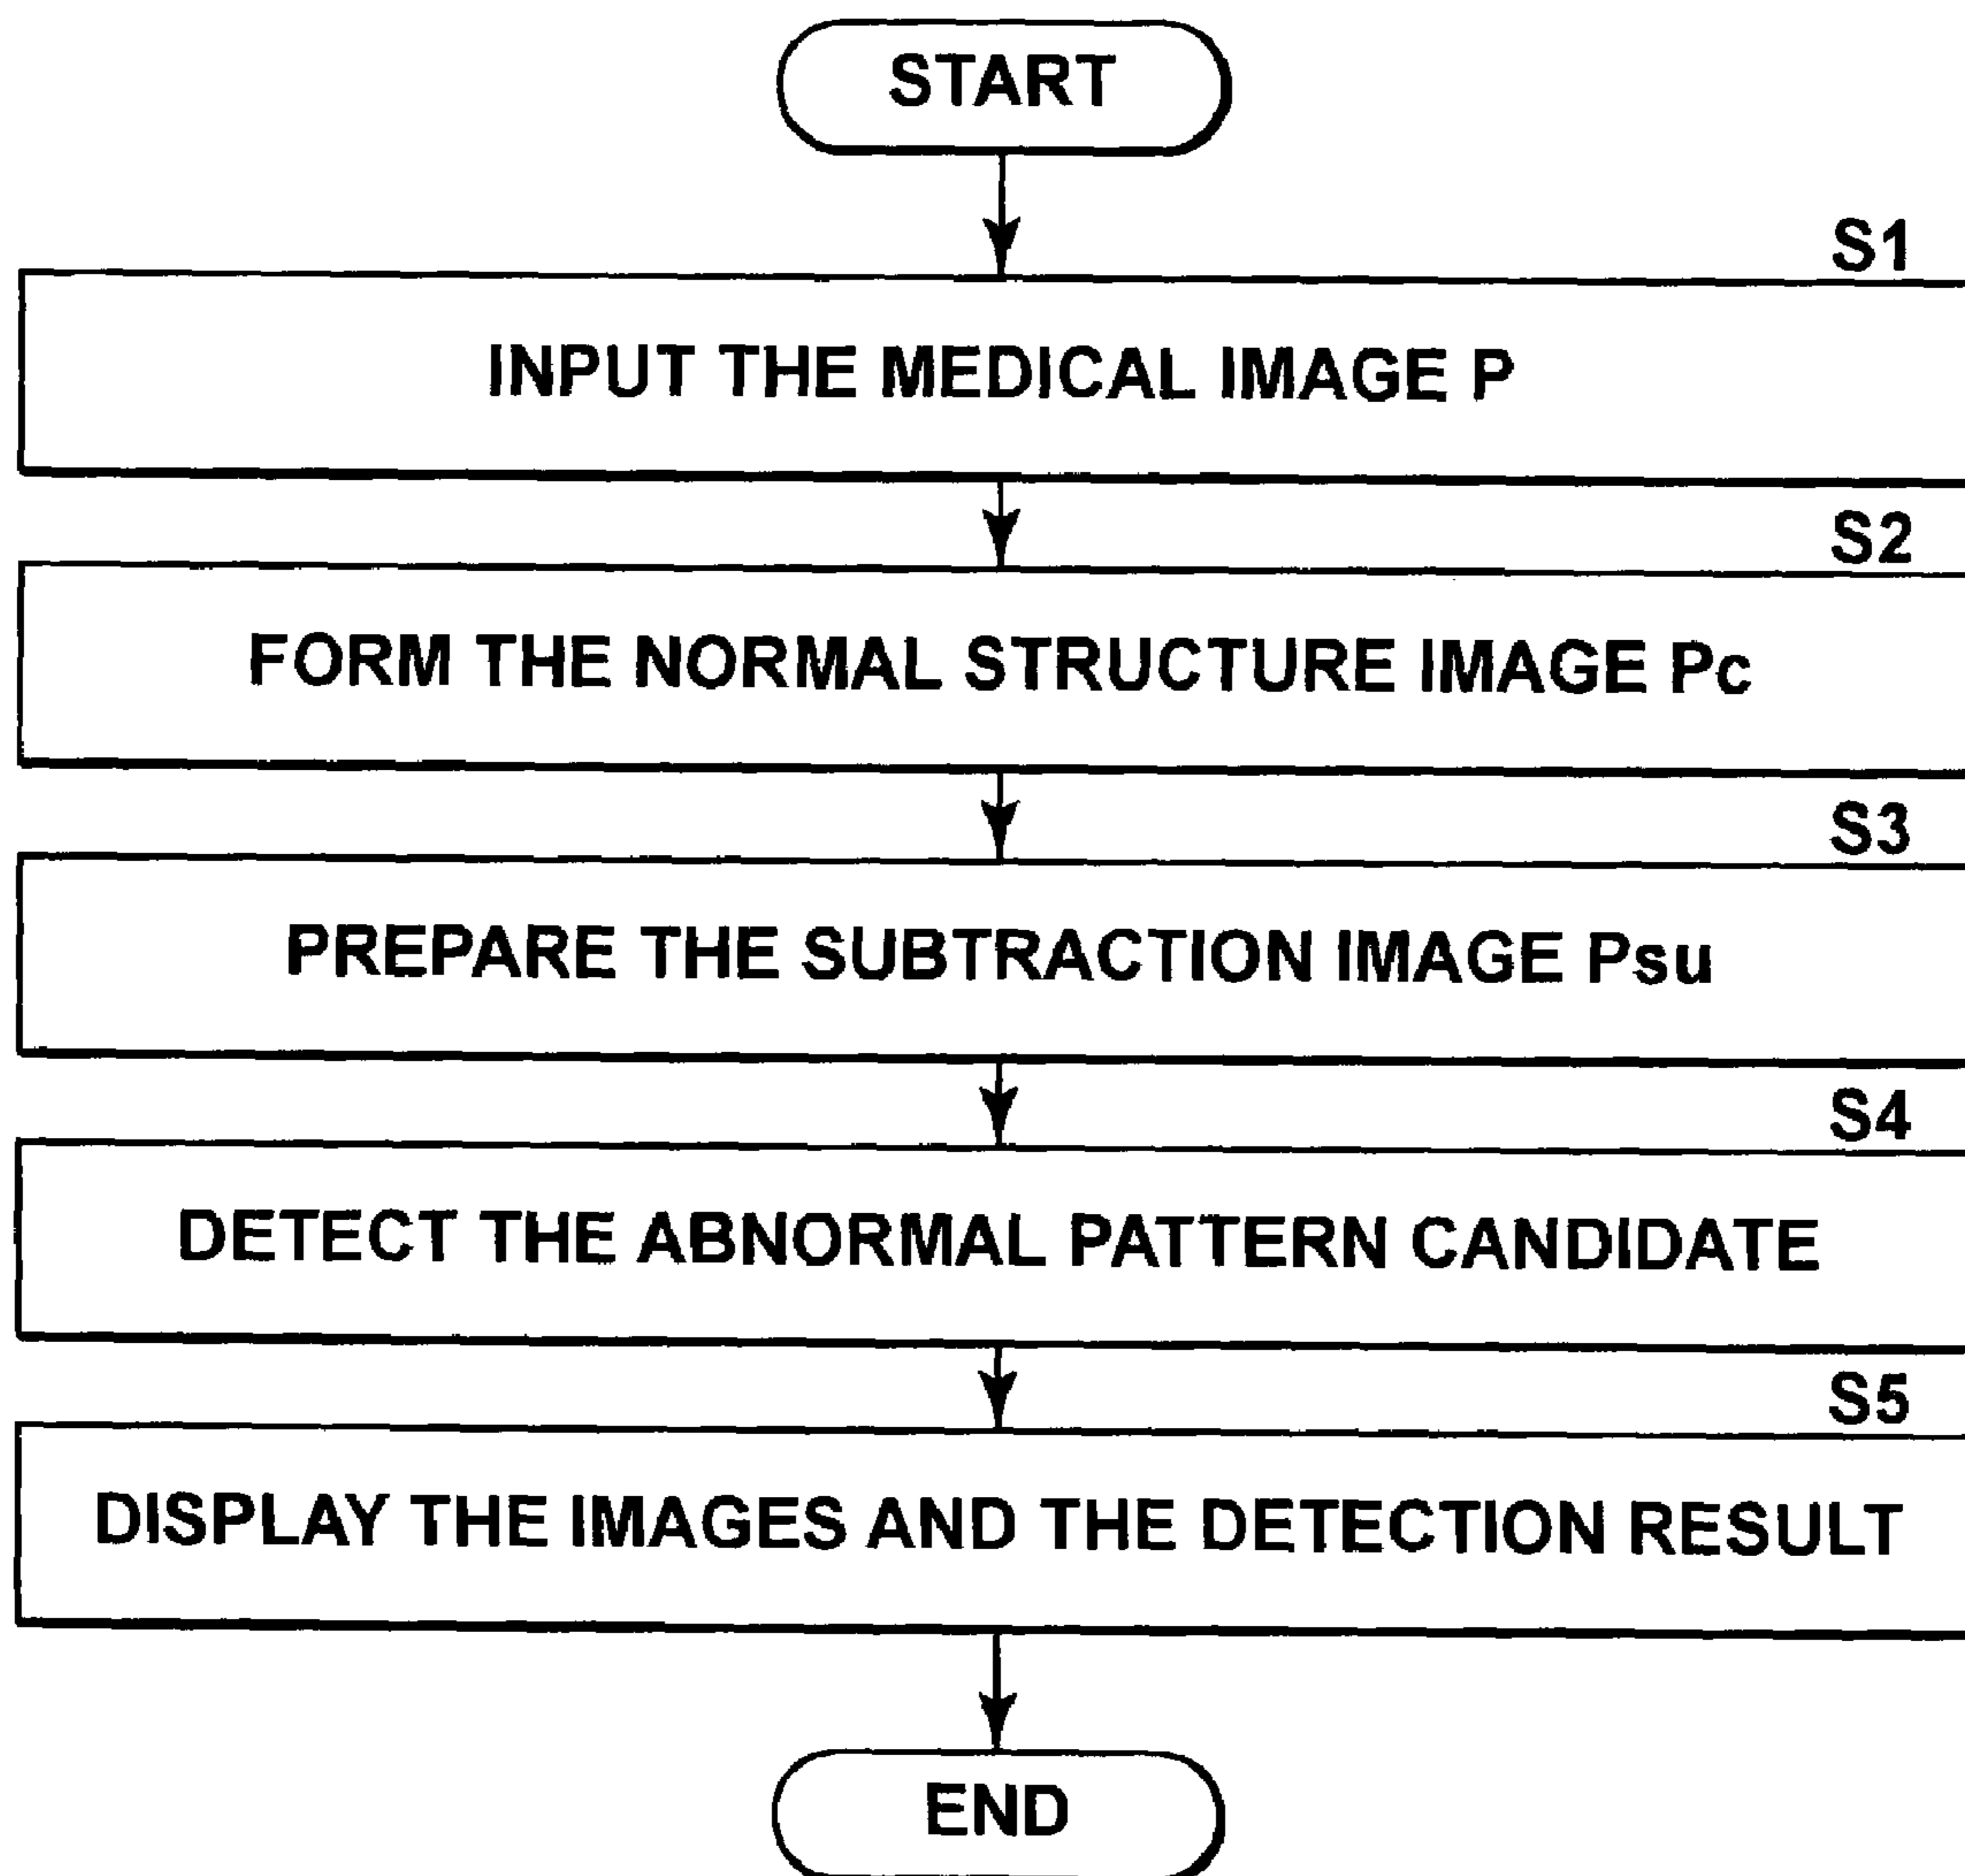 START
S1
INPUT THE MEDICAL IMAGE P
S2
FORM THE NORMAL STRUCTURE IMAGE Pc
S3
PREPARE THE SUBTRACTION IMAGE Psu
S4
DETECT THE ABNORMAL PATTERN CANDIDATE
S5
DISPLAY THE IMAGES AND THE DETECTION RESULT
END